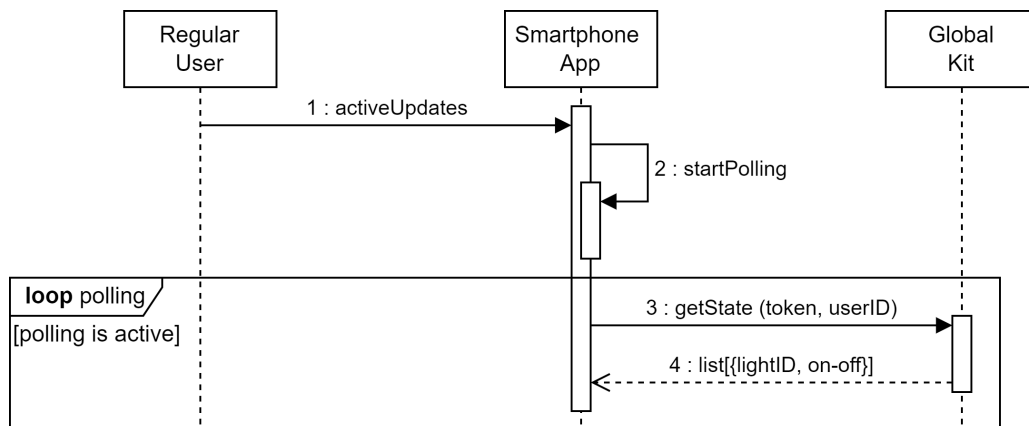 Regular
User
Smartphone
App
Global
Kit
1 : activeUpdates
2 : startPolling
loop polling
[polling is active]
3 : getState (token, userID)
4 : list[{lightID, on-off}]